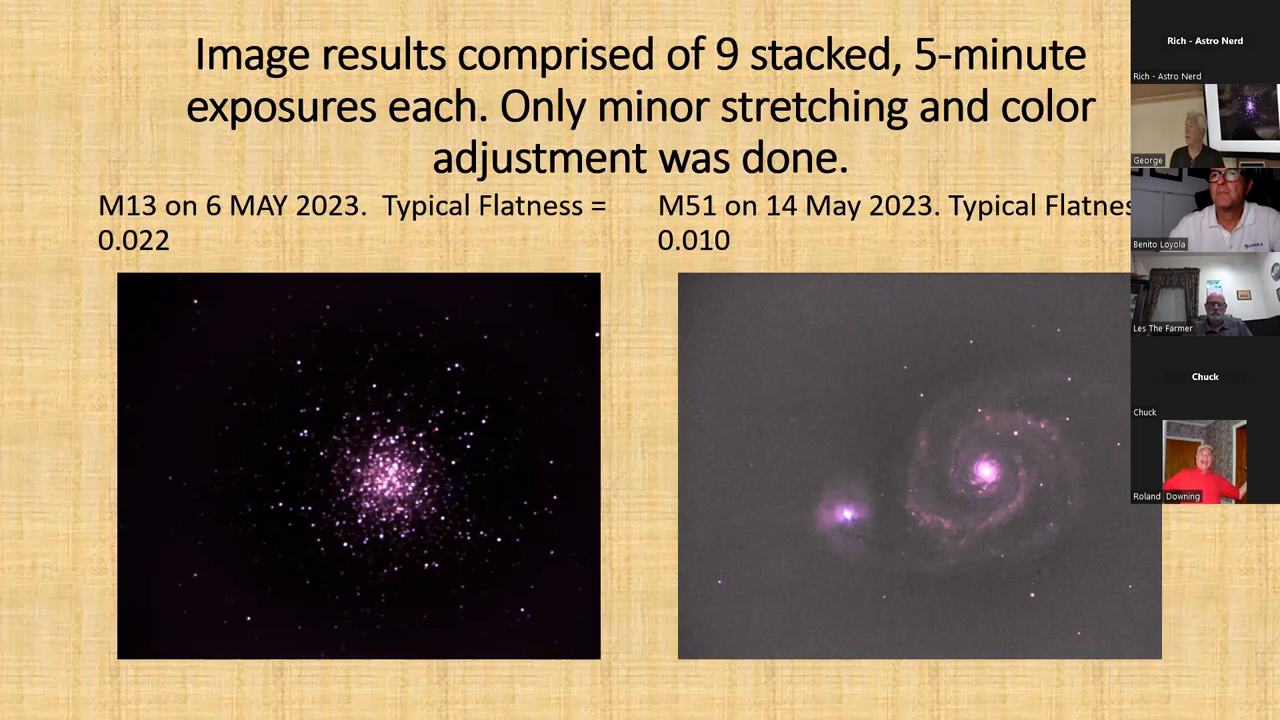 Image results comprised of 9 stacked, 5-minute
exposures each. Only minor stretching and color
adjustment was done.
M13 on 6 MAY 2023.  Typical Flatness =
0.022
M51 on 14 May 2023. Typical Flatnes
0.010
Rich - Astro Nerd
Rich - Astro Nerd
George
Benito Loyola
Les The Farmer
Chuck
Chuck
Roland Downing